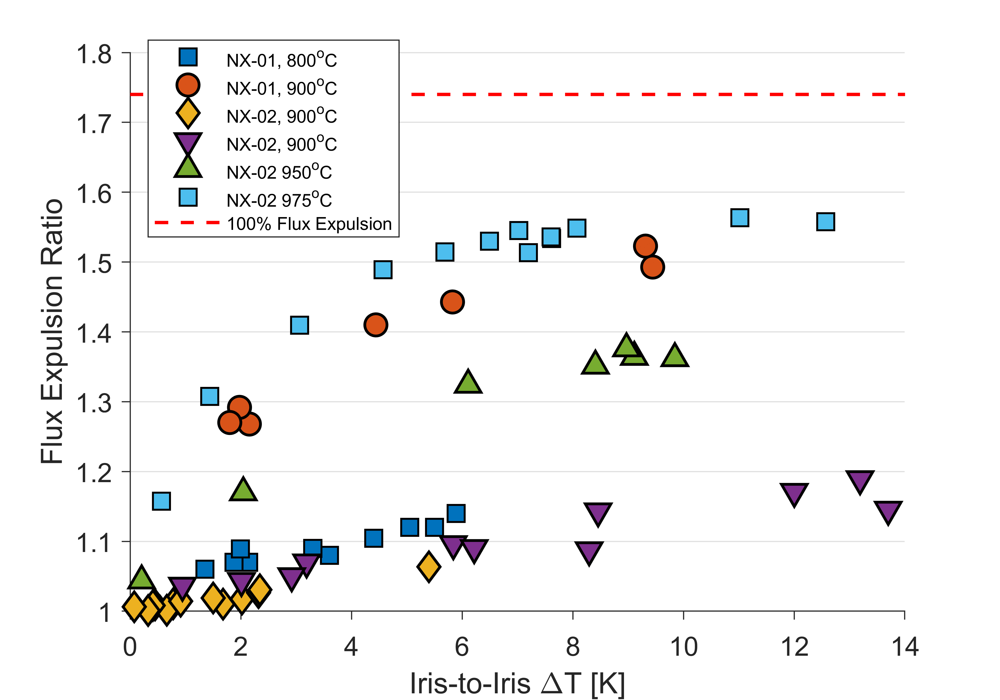 1.8
1.7
1.6
1.5
1.4
1.3
1.2
1.1
1
Flux Expulsion Ratio
NX-01, 800°C
NX-01, 900°C
NX-02, 900°C
NX-02, 900°C
NX-02 950°C
NX-02 975°C
100% Flux Expulsion
0 2 4 6 8 10 12 14
Iris-to-Iris ΔT [K]